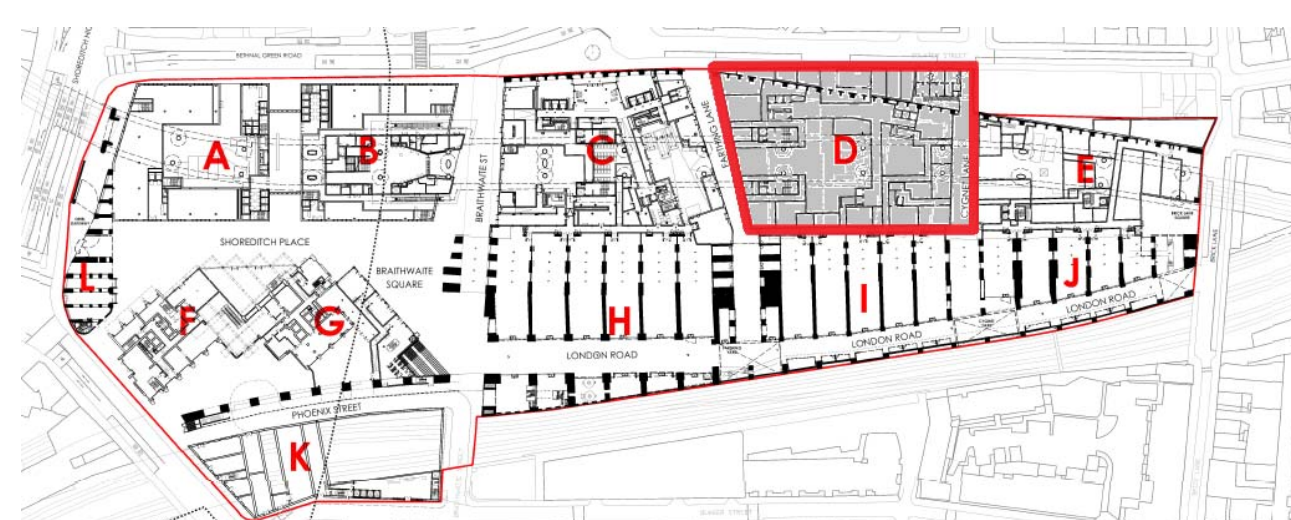 BETHNAL GREEN ROAD
A
B
C
D
E
FARTHING LANE
CYGNET LANE
BRAITHWAITE ST
BRICK LANE
SHOREDITCH PLACE
BRAITHWAITE
SQUARE
L
F
G
H
I
J
LONDON ROAD
LONDON ROAD
LONDON ROAD
PHOENIX STREET
K